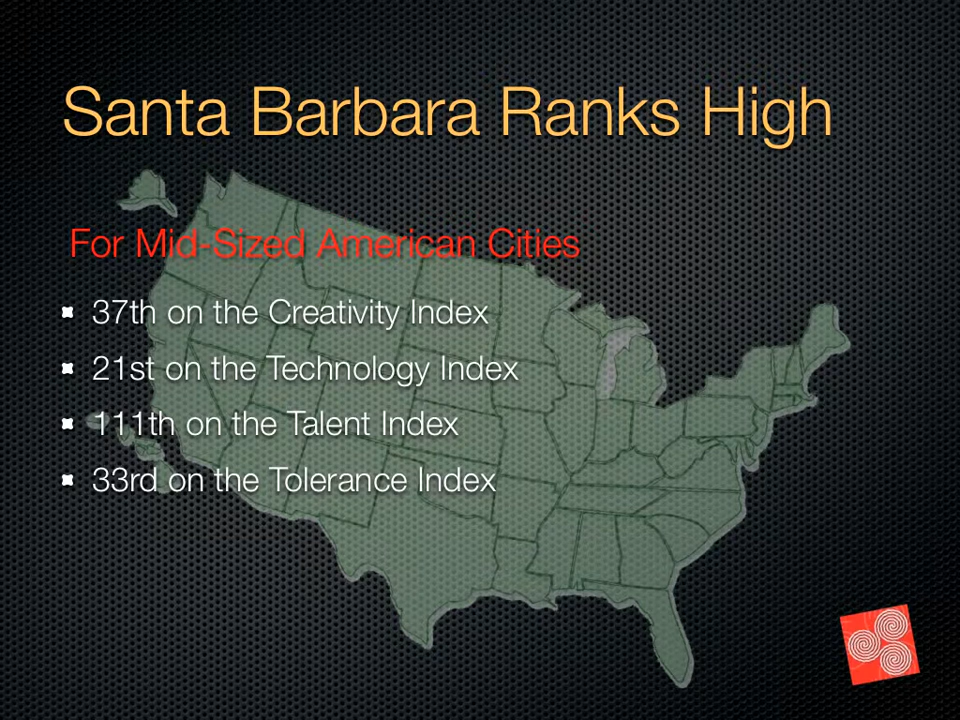 Santa Barbara Ranks High
For Mid-Sized American Cities
37th on the Creativity Index
21st on the Technology Index
111th on the Talent Index
33rd on the Tolerance Index